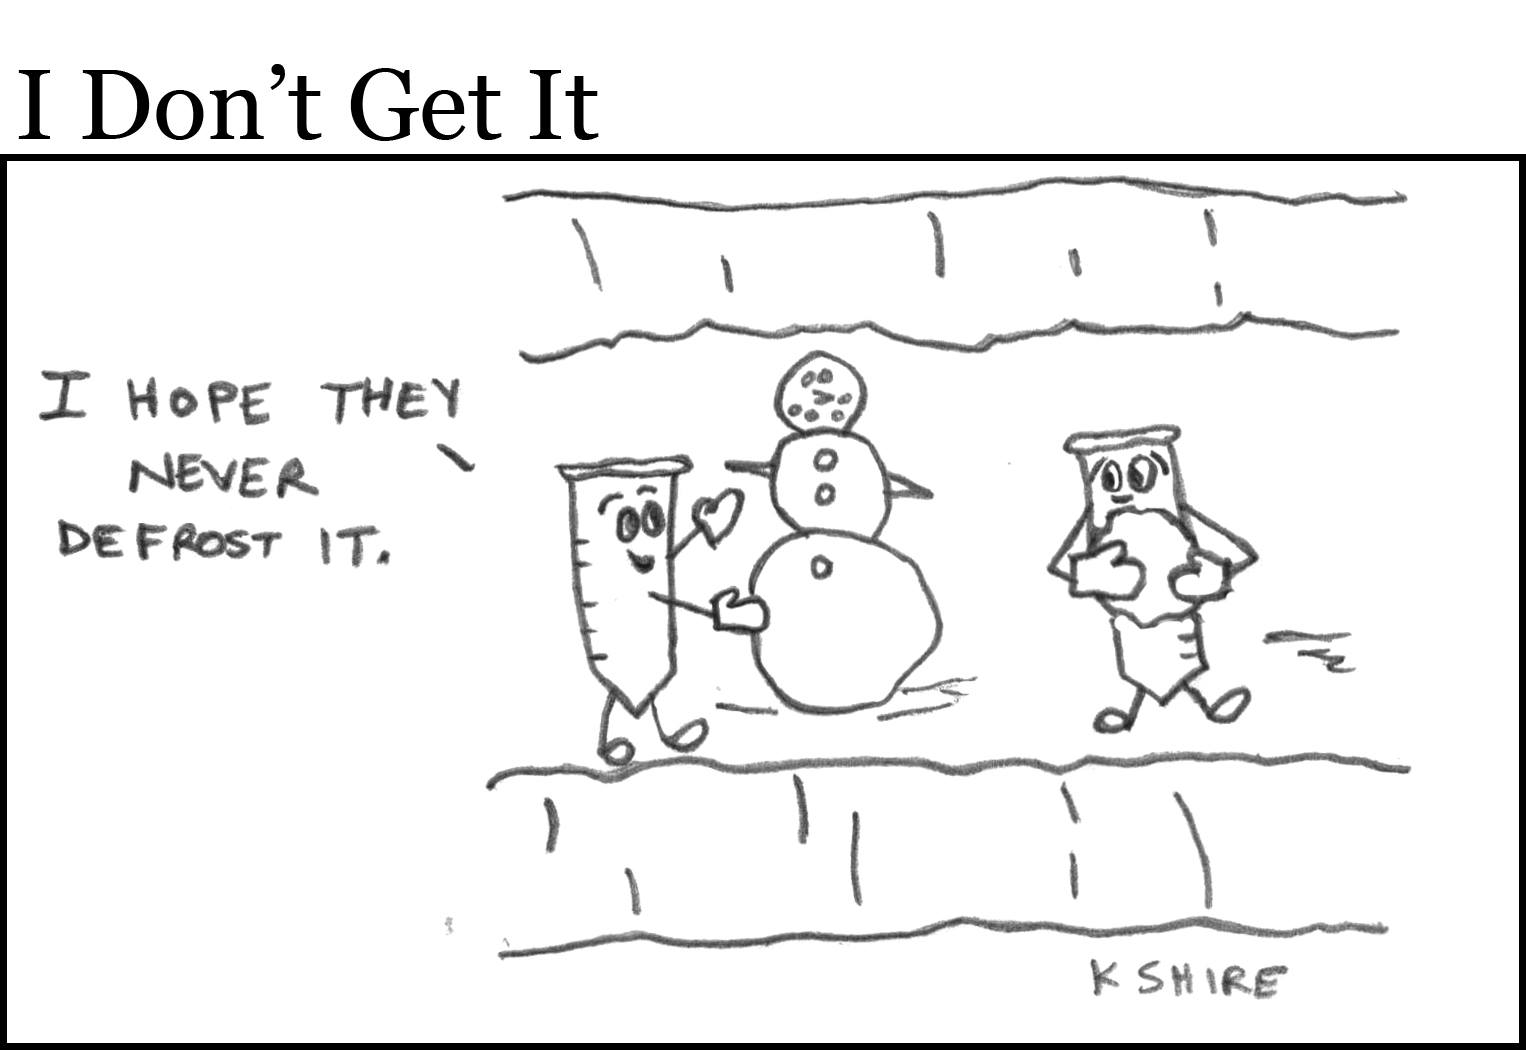 I Don’t Get It
I HOPE THEY
NEVER
DEFROST IT.
K SHIRE